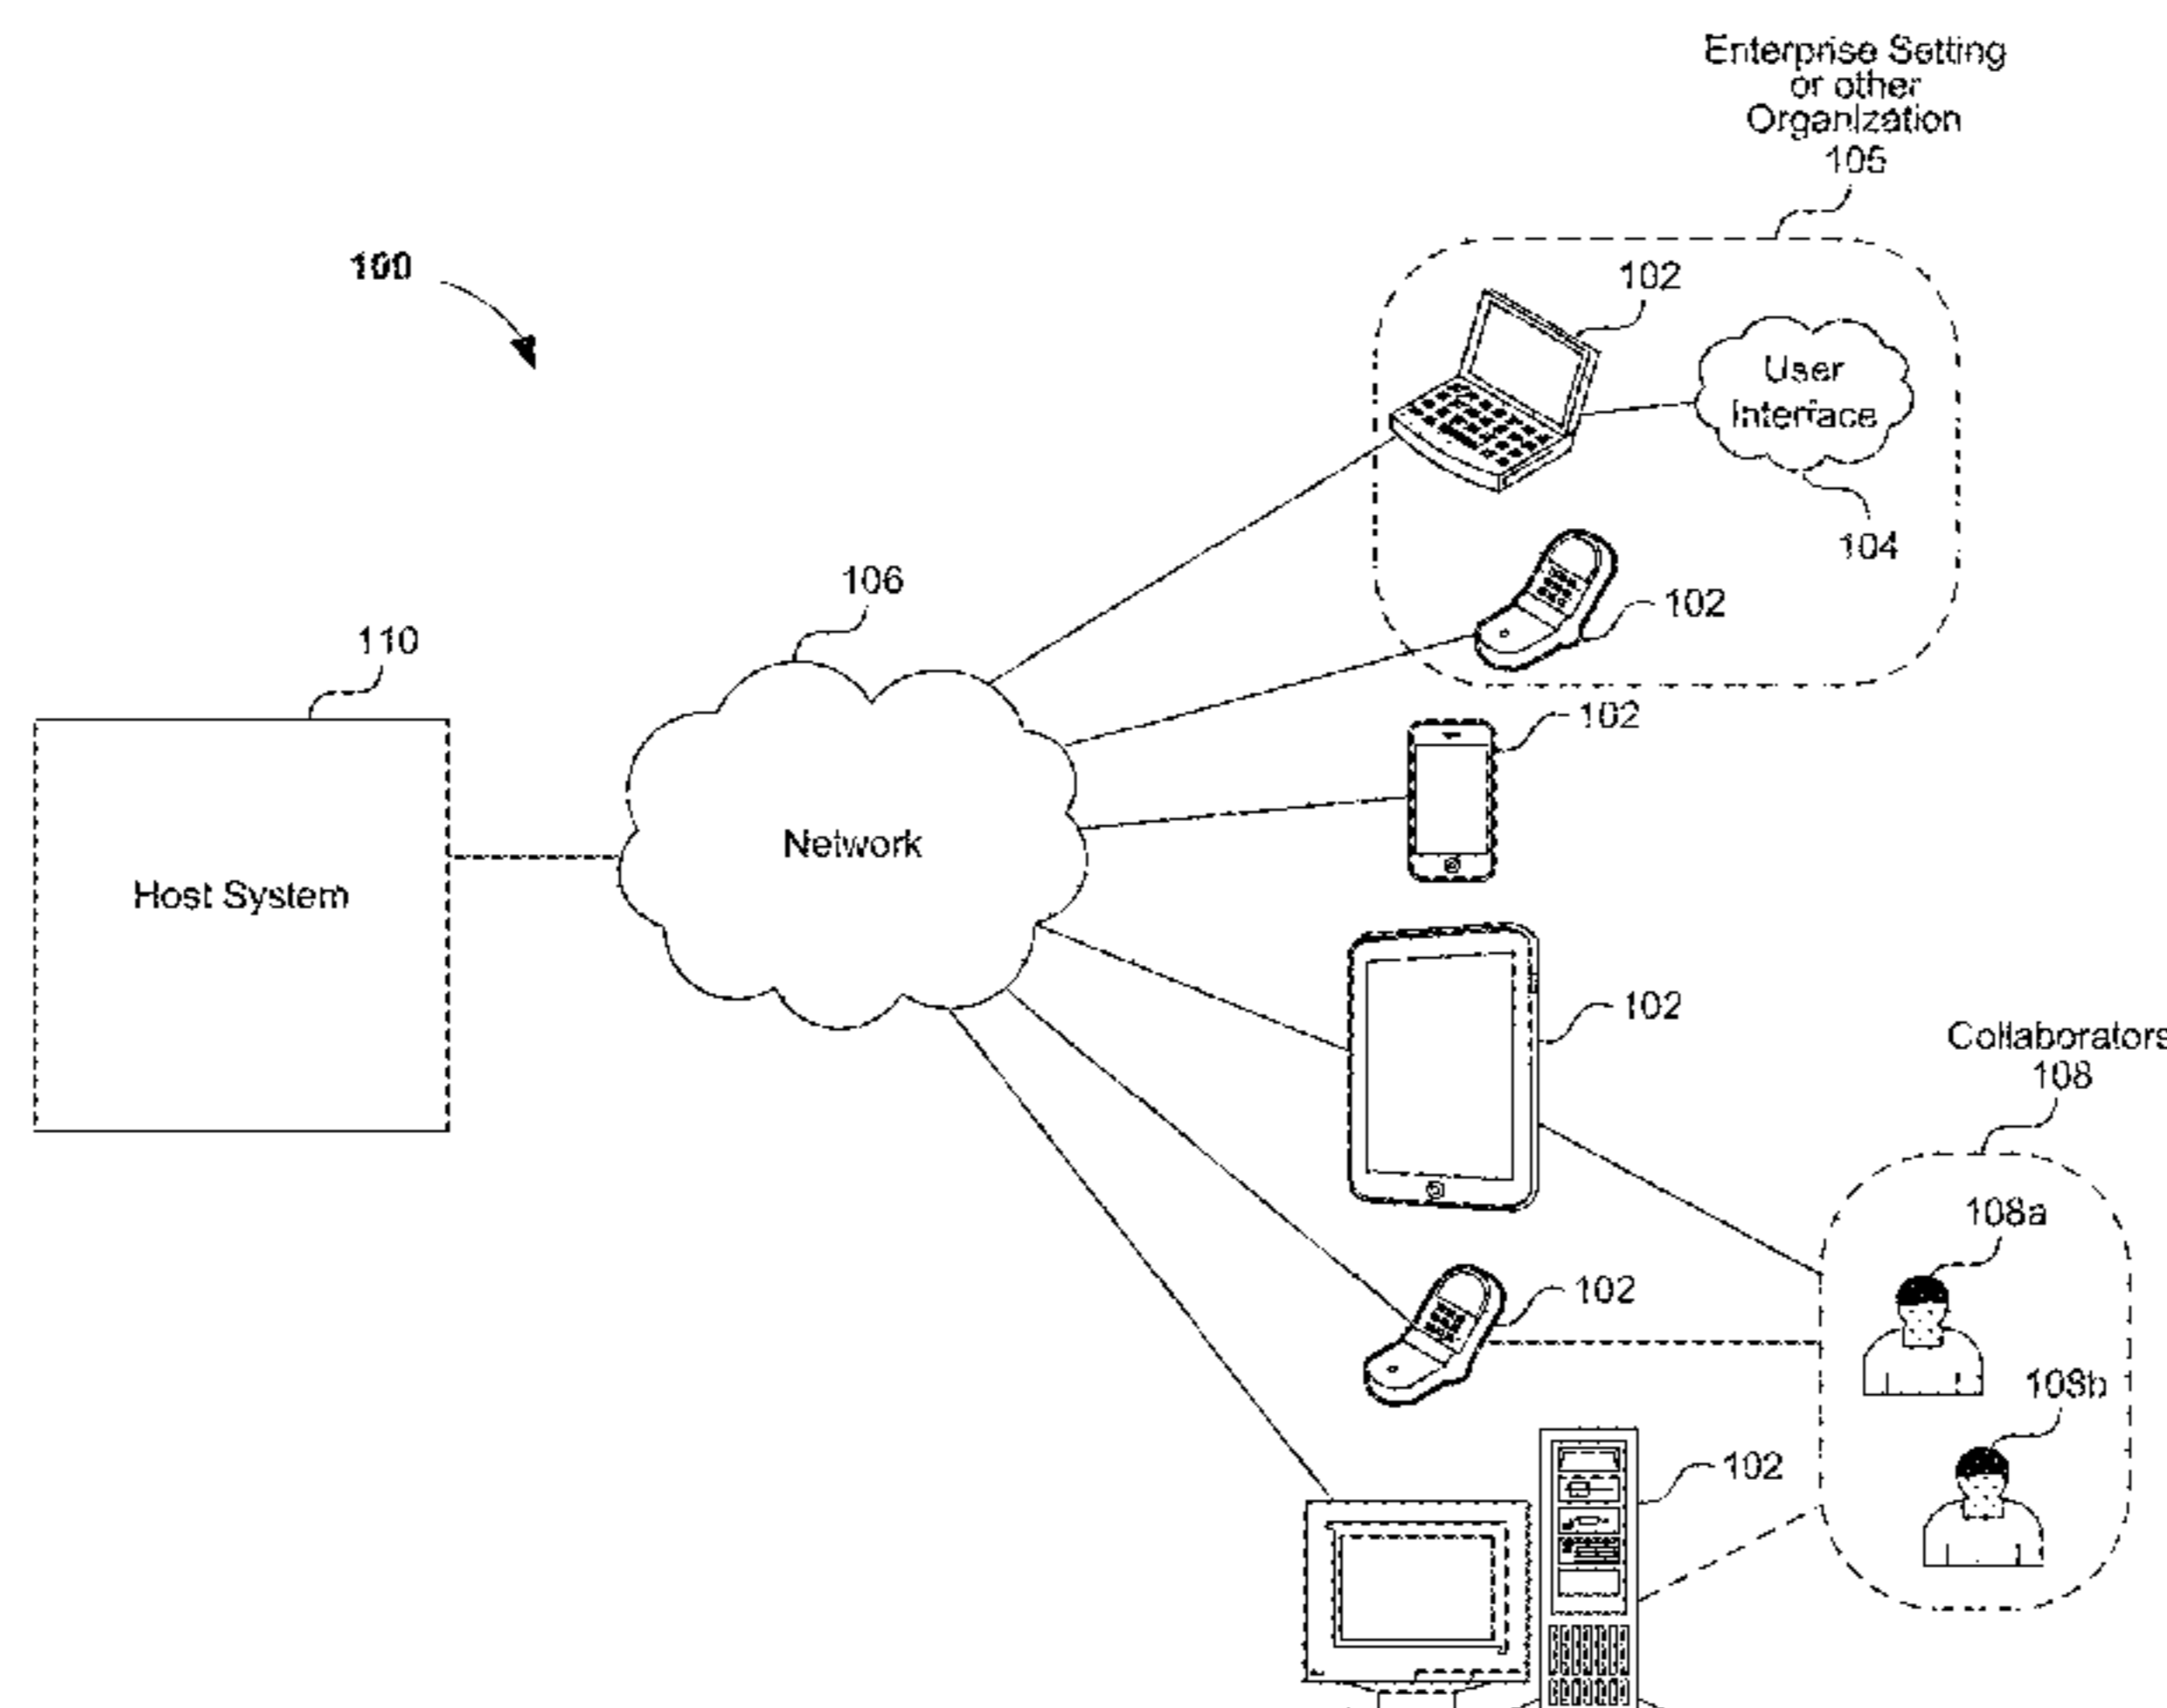 Enterprise Setting
or other
Organization
105
100
102
User
Interface
104
106
102
110
102
Network
Host System
102
Collaborators
108
108a
102
108b
102